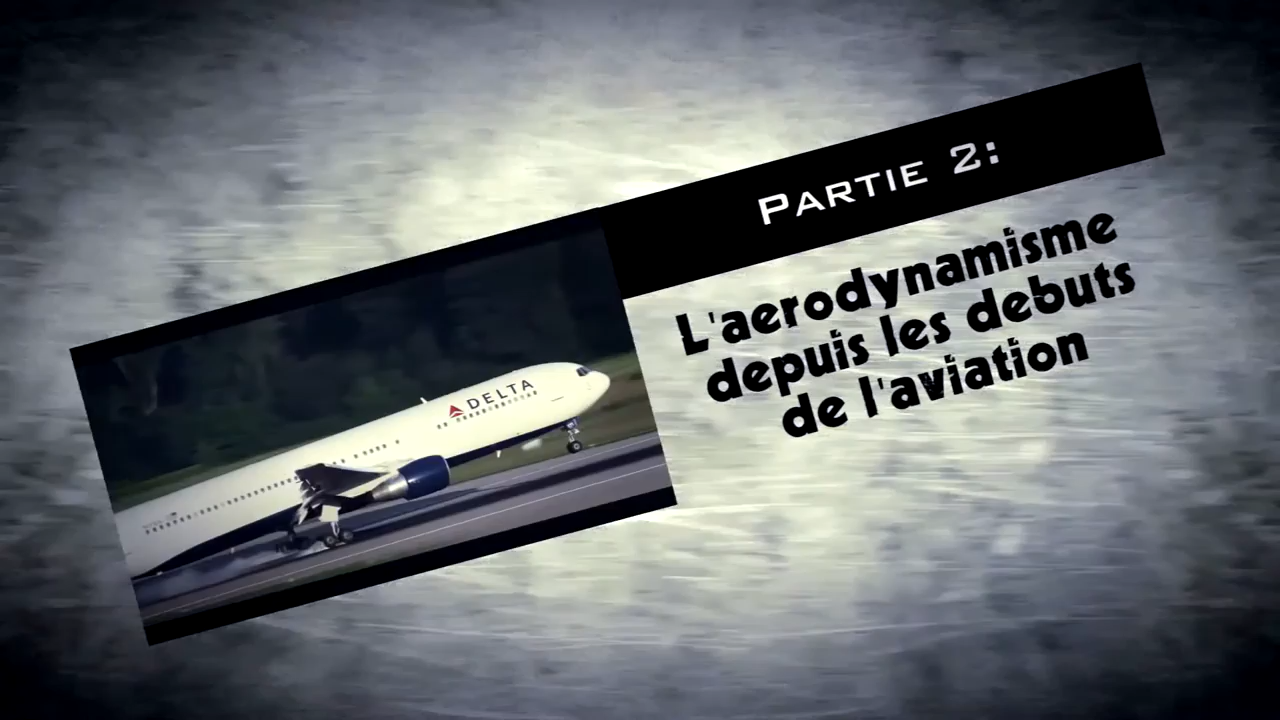 PARTIE 2:
L'aerodynamisme
depuis les debuts
de l'aviation
DELTA